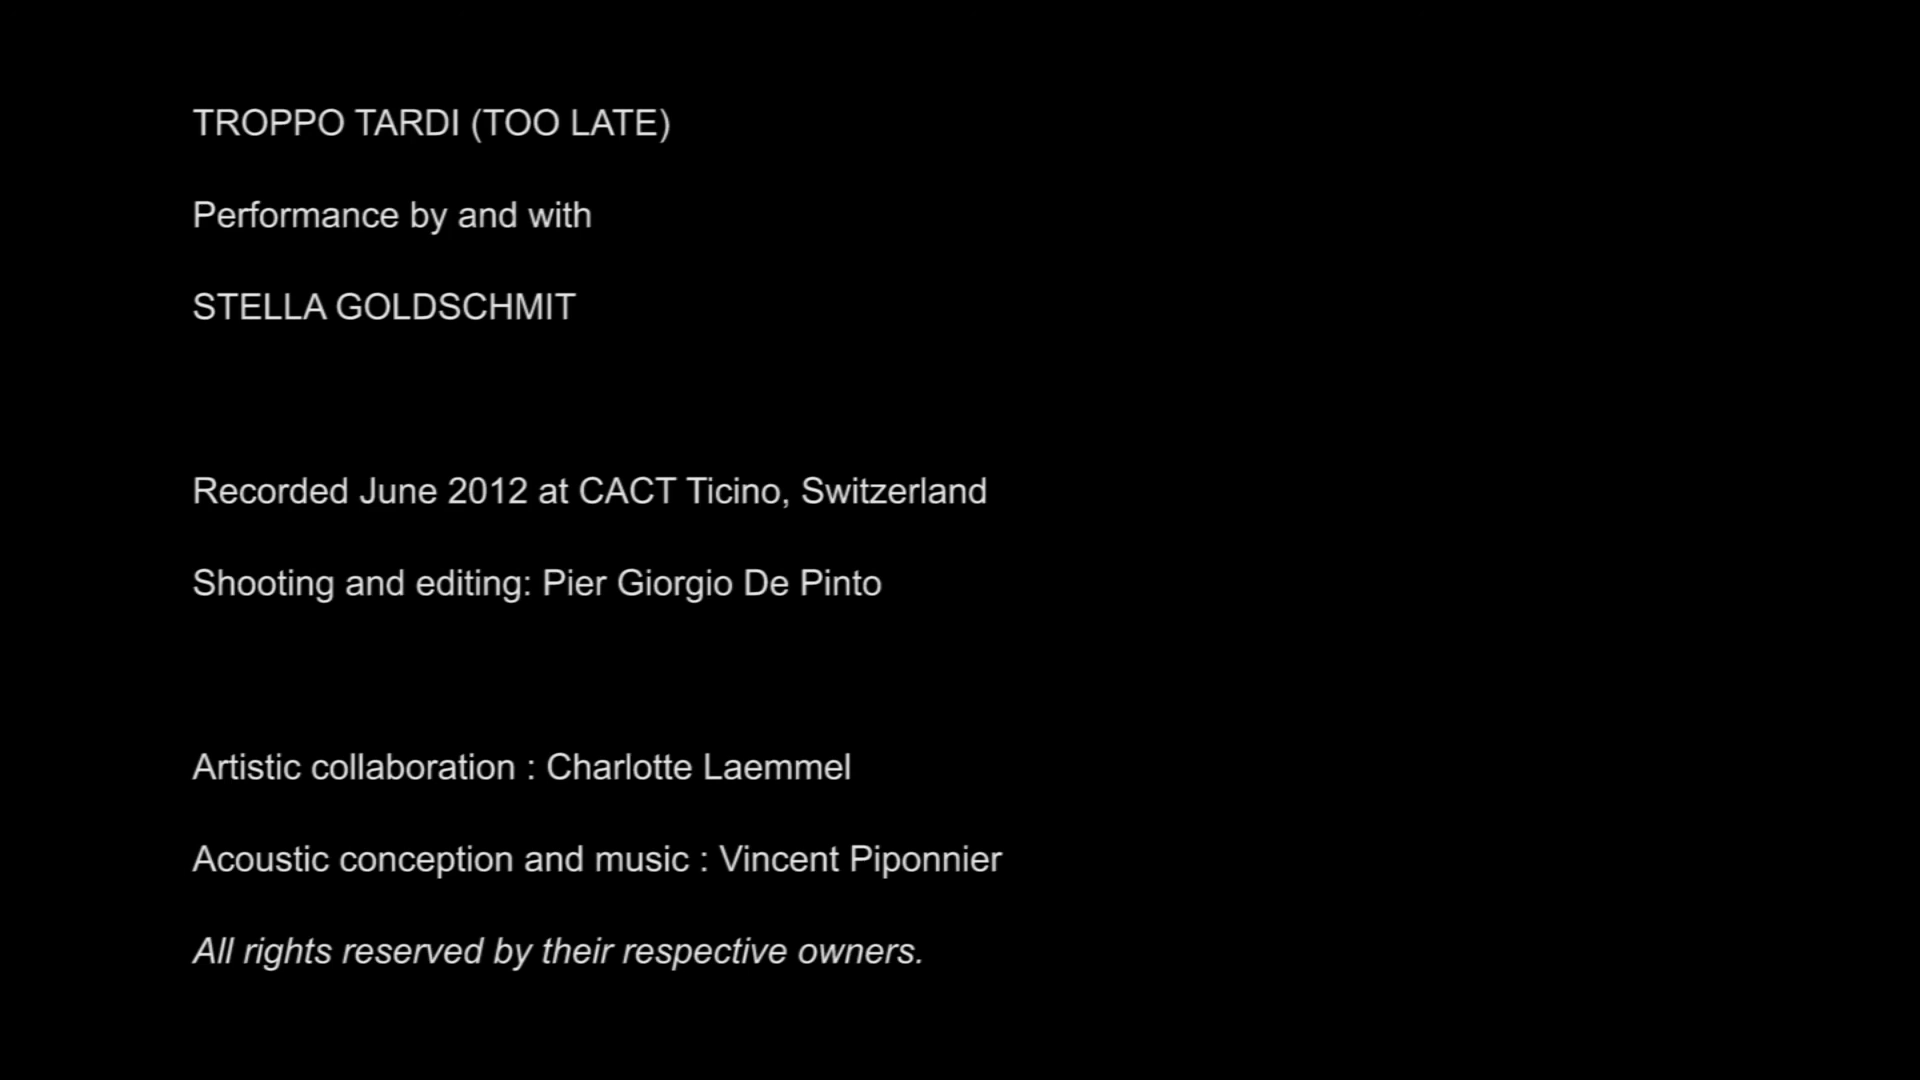 TROPPO TARDI (TOO LATE)
Performance by and with
STELLA GOLDSCHMIT
Recorded June 2012 at CACT Ticino, Switzerland
Shooting and editing: Pier Giorgio De Pinto
Artistic collaboration : Charlotte Laemmel
Acoustic conception and music : Vincent Piponnier
All rights reserved by their respective owners.